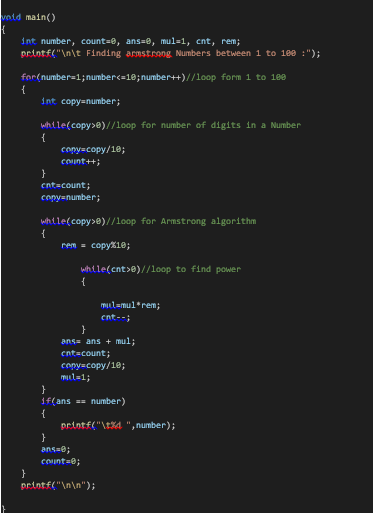 void main()
{
int number, count=0, ans=0, mul=1, cnt, rem;
printf("\n\t Finding armstrong Numbers between 1 to 100 :");
for(number=1;number<=10;number++)//loop form 1 to 100
{
int copy=number;
while(copy>0)//loop for number of digits in a Number
{
copy=copy/10;
count++;
}
cnt=count;
copy=number;
while(copy>0)//loop for Armstrong algorithm
{
rem = copy%10;
while(cnt>0)//loop to find power
{
mul=mul*rem;
cnt--;
}
ans= ans + mul;
cnt=count;
copy=copy/10;
mul=1;
}
if(ans == number)
{
printf("\t%d ",number);
}
ans=0;
count=0;
}
printf("\n\n");
}